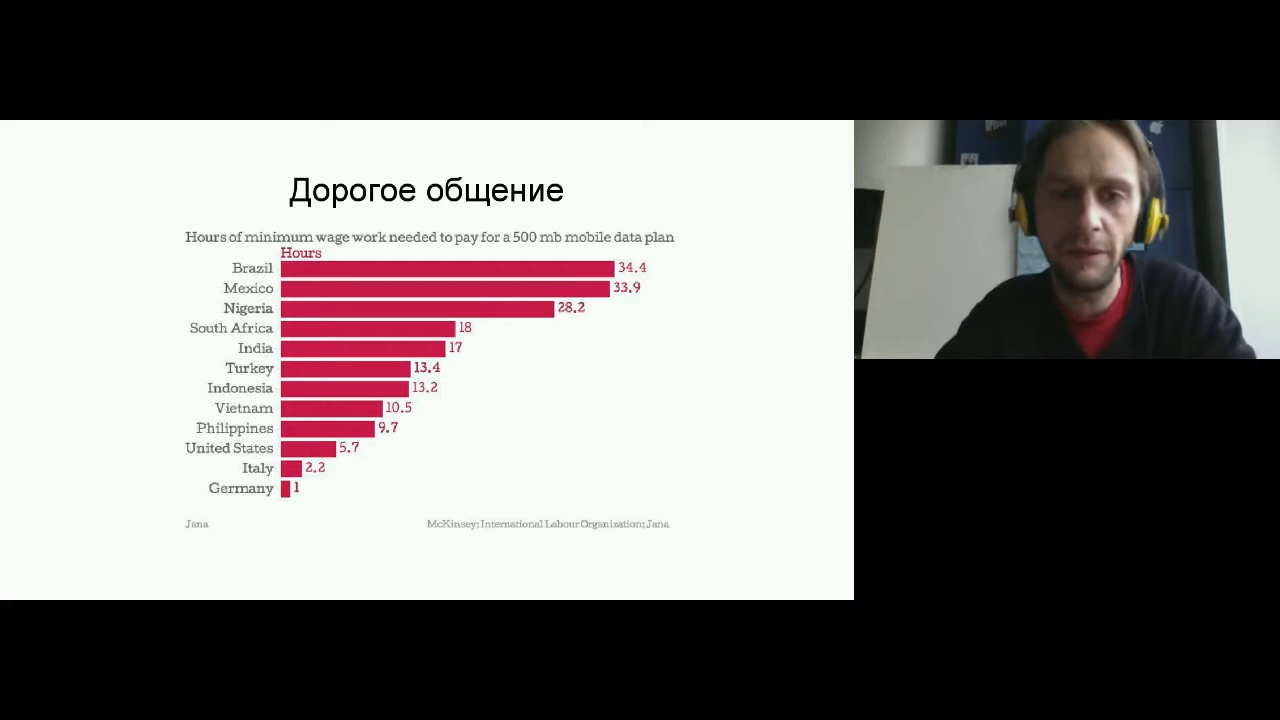 Дорогое общение
Hours of minimum wage work needed to pay for a 500 mb mobile data plan
Hours
Brazil 34.4
Mexico 33.9
Nigeria 28.2
South Africa 18
India 17
Turkey 13.4
Indonesia 13.2
Vietnam 10.5
Philippines 9.7
United States 5.7
Italy 2.2
Germany 1
Jana McKinsey; International Labour Organization; Jana